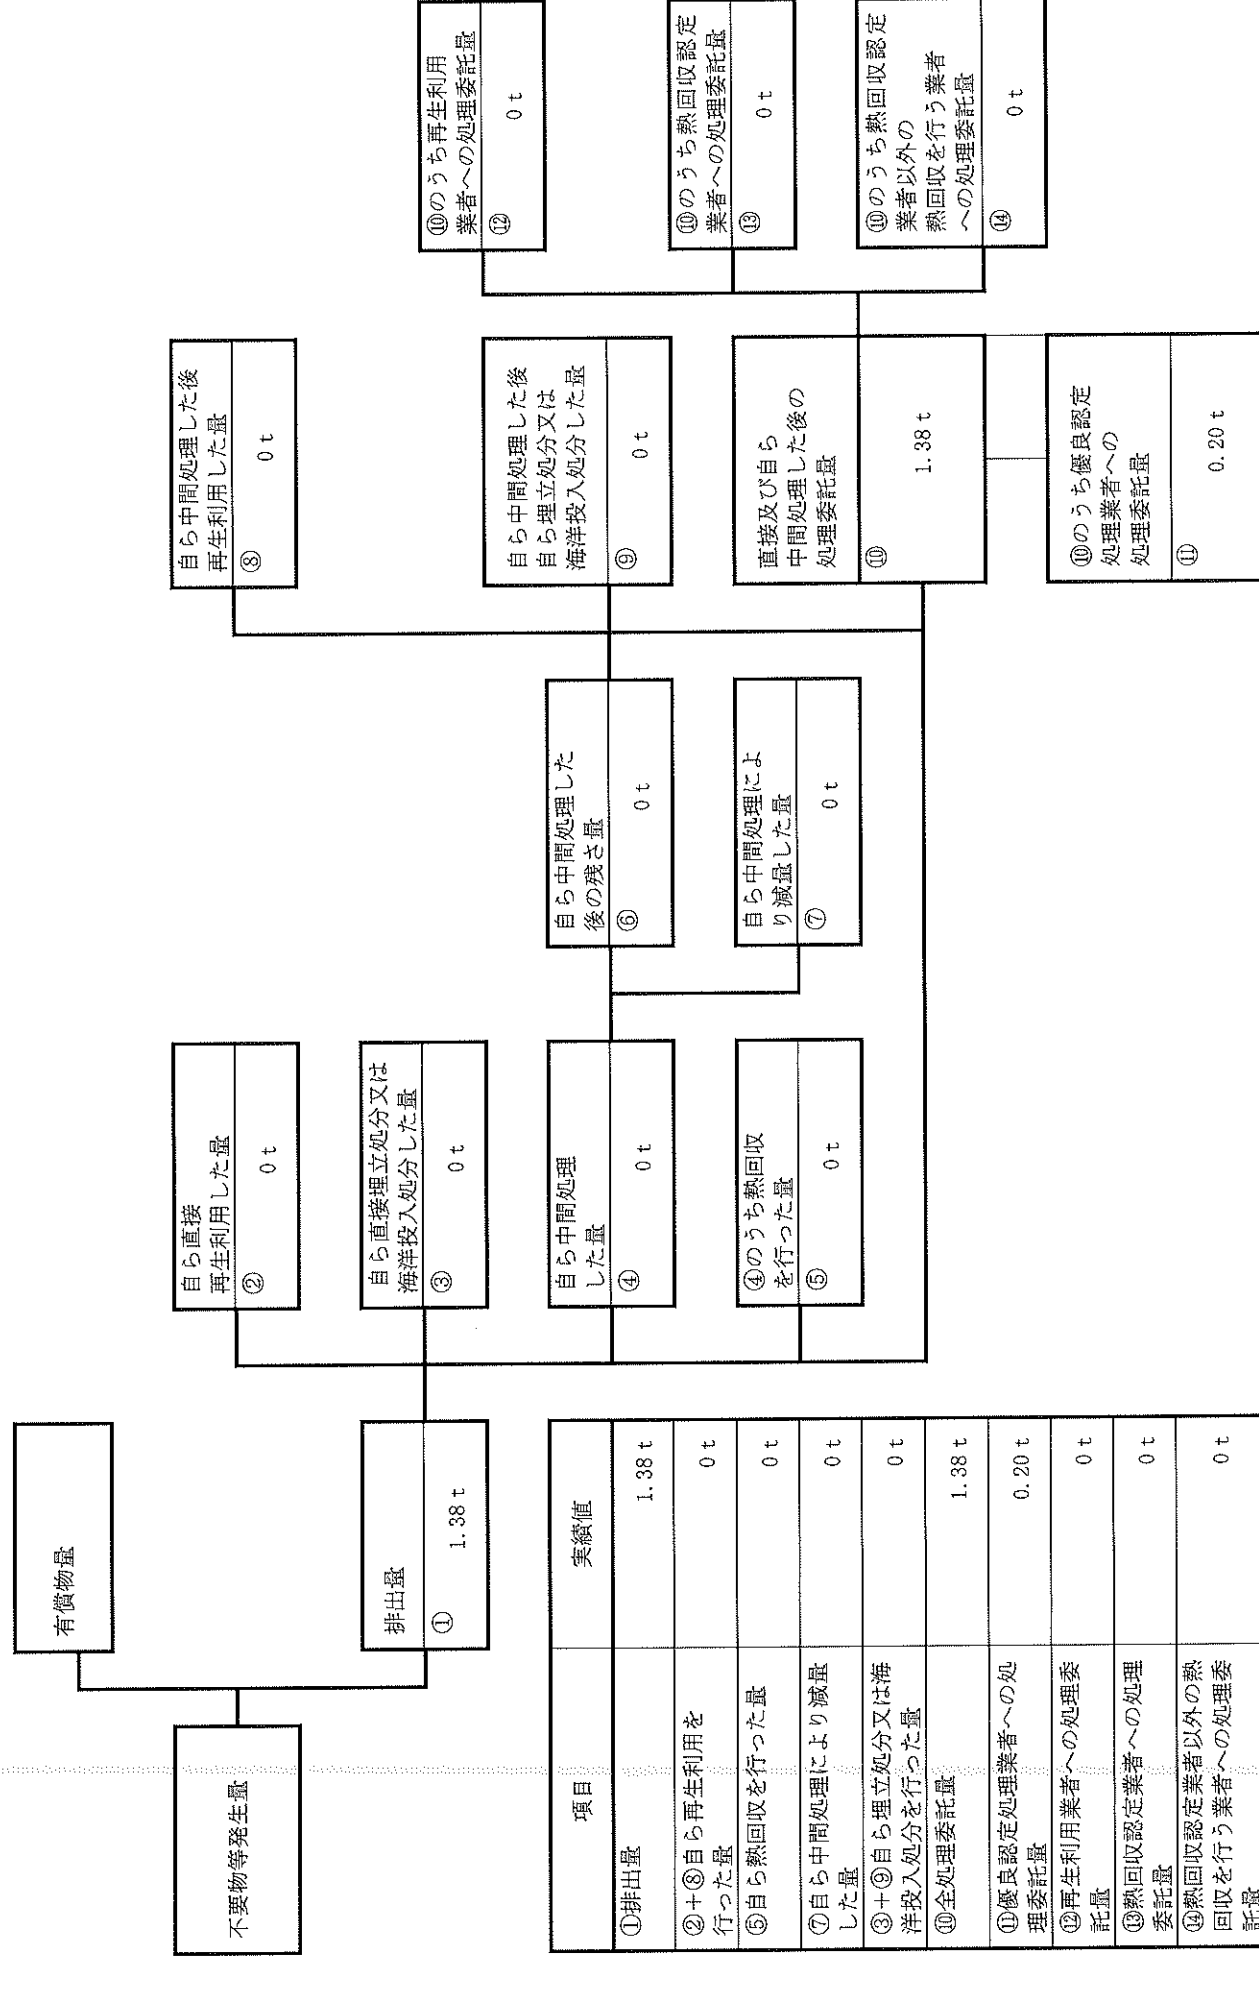 有償物量
不要物等発生量
排出量
①
1.38 t
自ら直接
再生利用した量
②
0 t
自ら直接埋立処分又は
海洋投入処分した量
③
0 t
自ら中間処理
した量
④
0 t
④のうち熱回収
を行った量
⑤
0 t
自ら中間処理した
後の残さ量
⑥
0 t
自ら中間処理によ
り減量した量
⑦
0 t
自ら中間処理した後
再生利用した量
⑧
0 t
自ら中間処理した後
自ら埋立処分又は
海洋投入処分した量
⑨
0 t
直接及び自ら
中間処理した後の
処理委託量
⑩
1.38 t
⑩のうち優良認定
処理業者への
処理委託量
⑪
0.20 t
⑩のうち再生利用
業者への処理委託量
⑫
0 t
⑩のうち熱回収認定
業者への処理委託量
⑬
0 t
⑩のうち熱回収認定
業者以外の
熱回収を行う業者
への処理委託量
⑭
0 t
項目
実績値
①排出量
1.38 t
②+⑧自ら再生利用を
行った量
0 t
⑤自ら熱回収を行った量
0 t
⑦自ら中間処理により減量
した量
0 t
③+⑨自ら埋立処分又は海
洋投入処分を行った量
0 t
⑩全処理委託量
1.38 t
⑪優良認定処理業者への処
理委託量
0.20 t
⑫再生利用業者への処理委
託量
0 t
⑬熱回収認定業者への処理
委託量
0 t
⑭熱回収認定業者以外の熱
回収を行う業者への処理委
託量
0 t